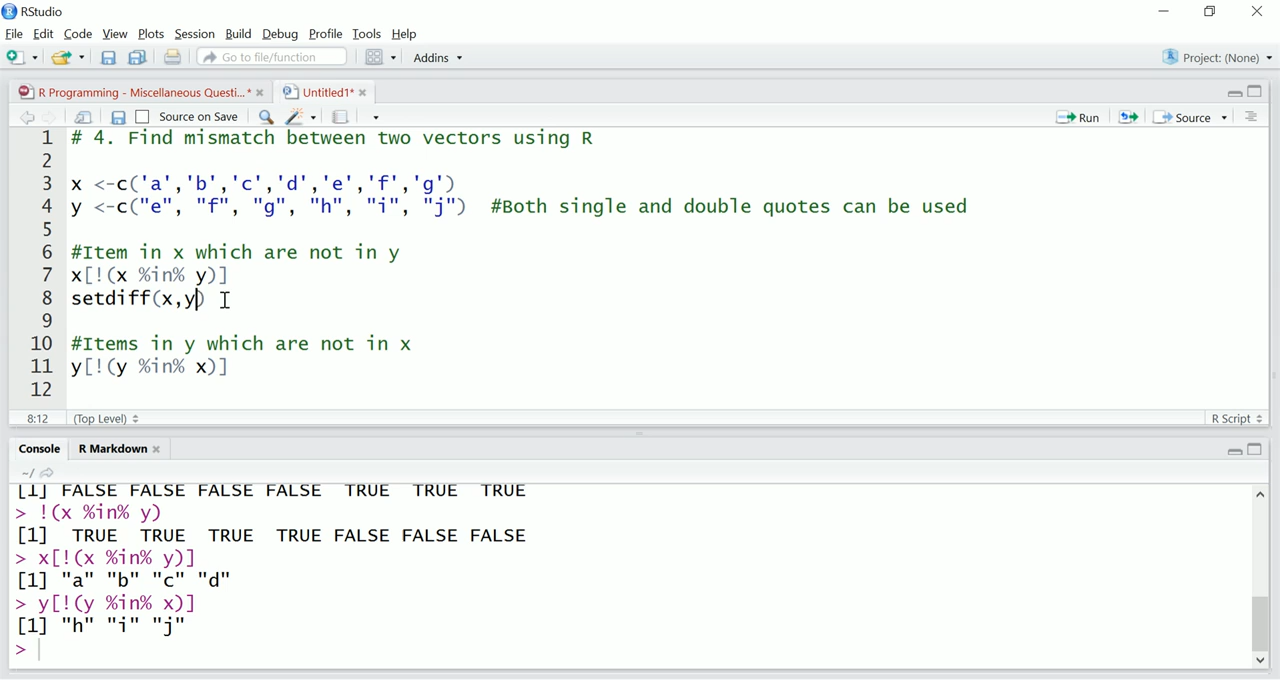 RStudio
File Edit Code View Plots Session Build Debug Profile Tools Help
Go to file/function Addins Project: (None)
R Programming - Miscellaneous Questi...* Untitled1*
Source on Save Run Source
1 # 4. Find mismatch between two vectors using R
2
3 x <-c('a','b','c','d','e','f','g')
4 y <-c("e", "f", "g", "h", "i", "j") #Both single and double quotes can be used
5
6 #Item in x which are not in y
7 x[!(x %in% y)]
8 setdiff(x,y)
9
10 #Items in y which are not in x
11 y[!(y %in% x)]
12
8:12 (Top Level) R Script
Console R Markdown
~/
[1] FALSE FALSE FALSE FALSE TRUE TRUE TRUE
> !(x %in% y)
[1] TRUE TRUE TRUE TRUE FALSE FALSE FALSE
> x[!(x %in% y)]
[1] "a" "b" "c" "d"
> y[!(y %in% x)]
[1] "h" "i" "j"
>